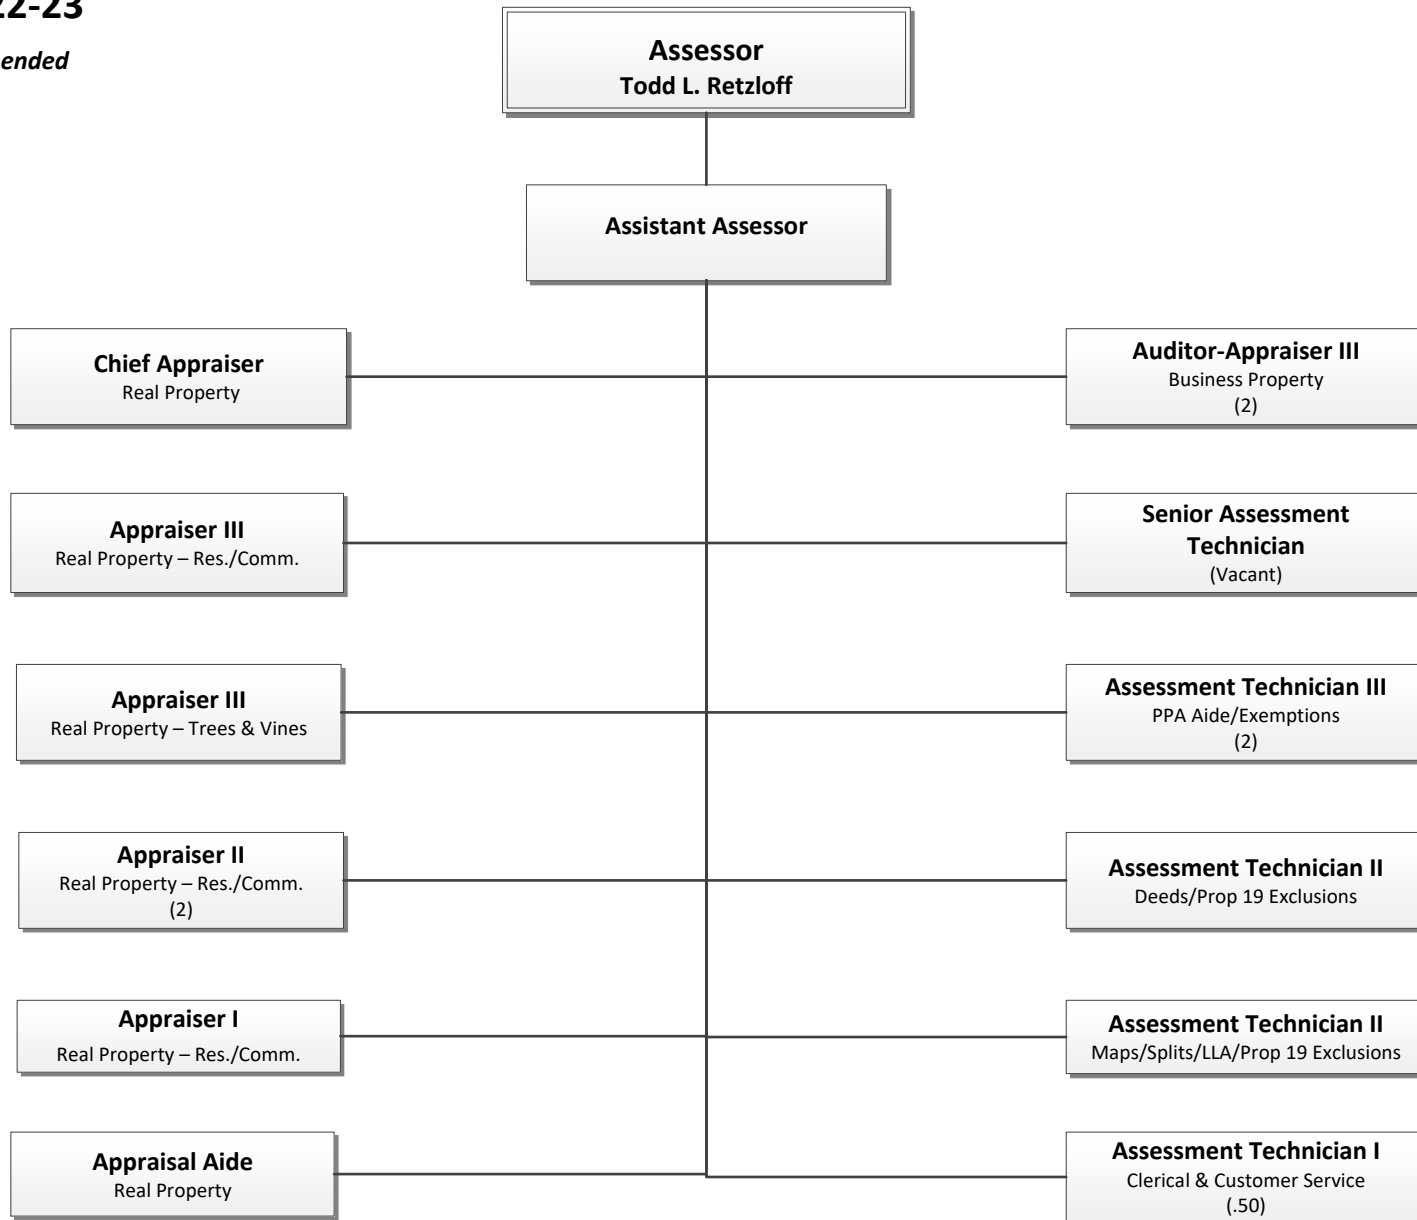 22-23
ended
Assessor
Todd L. Retzloff
Assistant Assessor
Chief Appraiser
Real Property
Auditor-Appraiser III
Business Property
(2)
Appraiser III
Real Property – Res./Comm.
Senior Assessment
Technician
(Vacant)
Appraiser III
Real Property – Trees & Vines
Assessment Technician III
PPA Aide/Exemptions
(2)
Appraiser II
Real Property – Res./Comm.
(2)
Assessment Technician II
Deeds/Prop 19 Exclusions
Appraiser I
Real Property – Res./Comm.
Assessment Technician II
Maps/Splits/LLA/Prop 19 Exclusions
Appraisal Aide
Real Property
Assessment Technician I
Clerical & Customer Service
(.50)